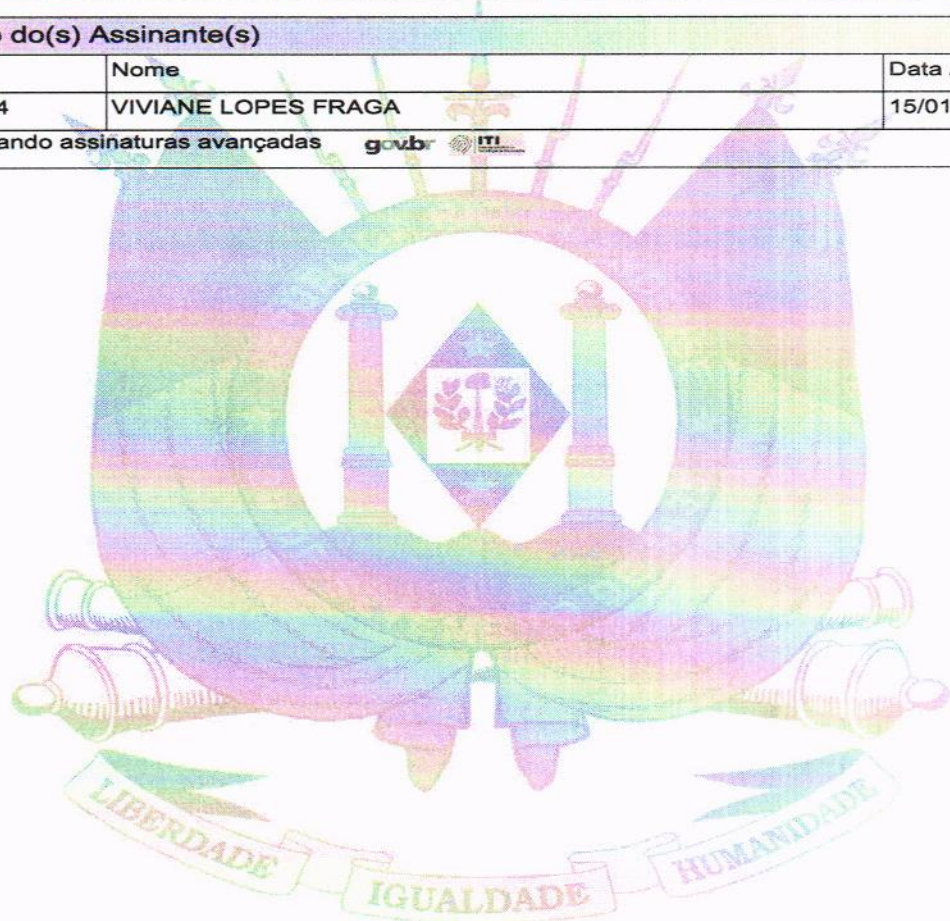 do(s) Assinante(s)
Nome
Data
4 VIVIANE LOPES FRAGA 15/01
ando assinaturas avançadas gov.br ITI
LIBERDADE
IGUALDADE
HUMANIDADE